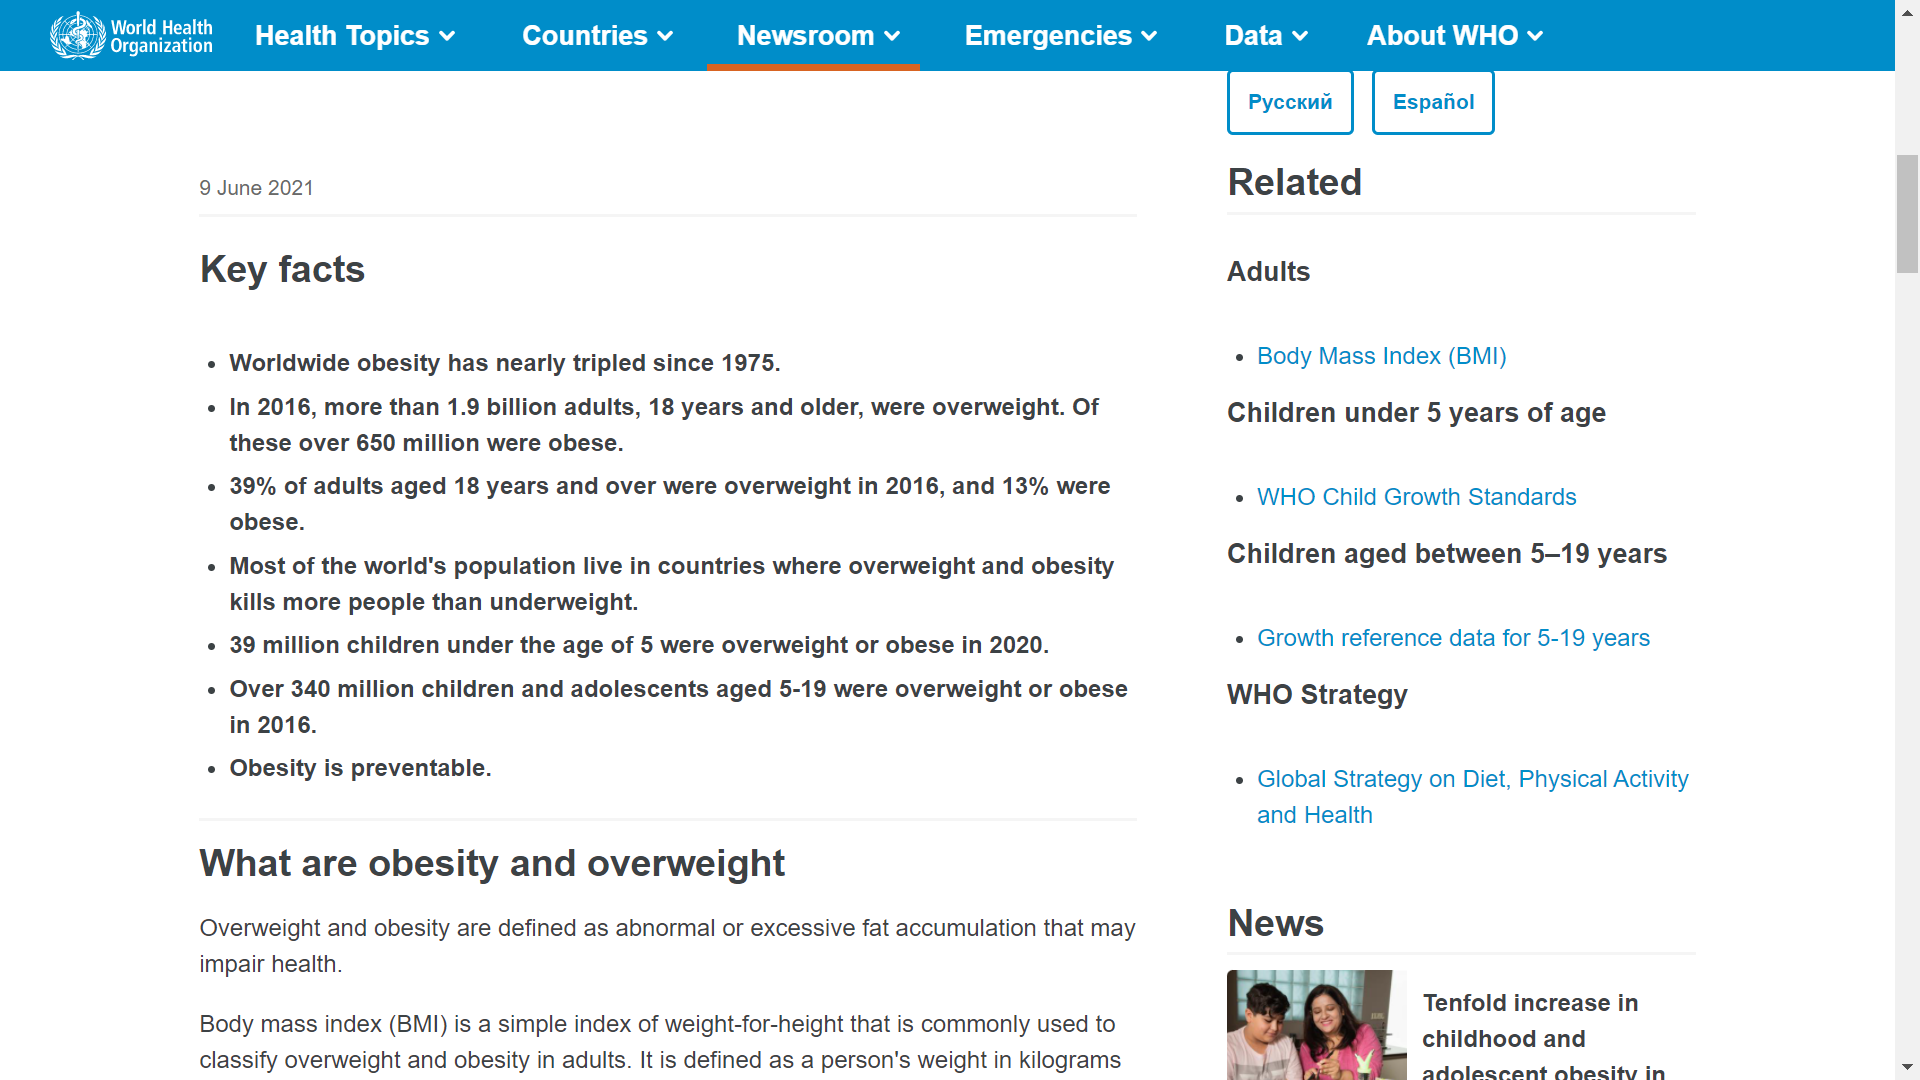 World Health
Organization
Health Topics
Countries
Newsroom
Emergencies
Data
About WHO
Русский
Español
9 June 2021
Key facts
Worldwide obesity has nearly tripled since 1975.
In 2016, more than 1.9 billion adults, 18 years and older, were overweight. Of
these over 650 million were obese.
39% of adults aged 18 years and over were overweight in 2016, and 13% were
obese.
Most of the world's population live in countries where overweight and obesity
kills more people than underweight.
39 million children under the age of 5 were overweight or obese in 2020.
Over 340 million children and adolescents aged 5-19 were overweight or obese
in 2016.
Obesity is preventable.
What are obesity and overweight
Overweight and obesity are defined as abnormal or excessive fat accumulation that may
impair health.
Body mass index (BMI) is a simple index of weight-for-height that is commonly used to
classify overweight and obesity in adults. It is defined as a person's weight in kilograms
Related
Adults
Body Mass Index (BMI)
Children under 5 years of age
WHO Child Growth Standards
Children aged between 5–19 years
Growth reference data for 5-19 years
WHO Strategy
Global Strategy on Diet, Physical Activity
and Health
News
Tenfold increase in
childhood and
adolescent obesity in